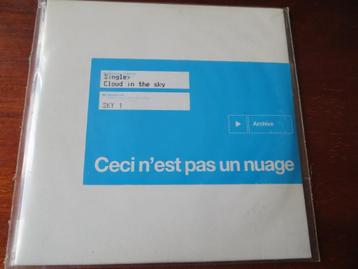 Single>
Cloud in the sky
SKY 1
Archive
Ceci n'est pas un nuage